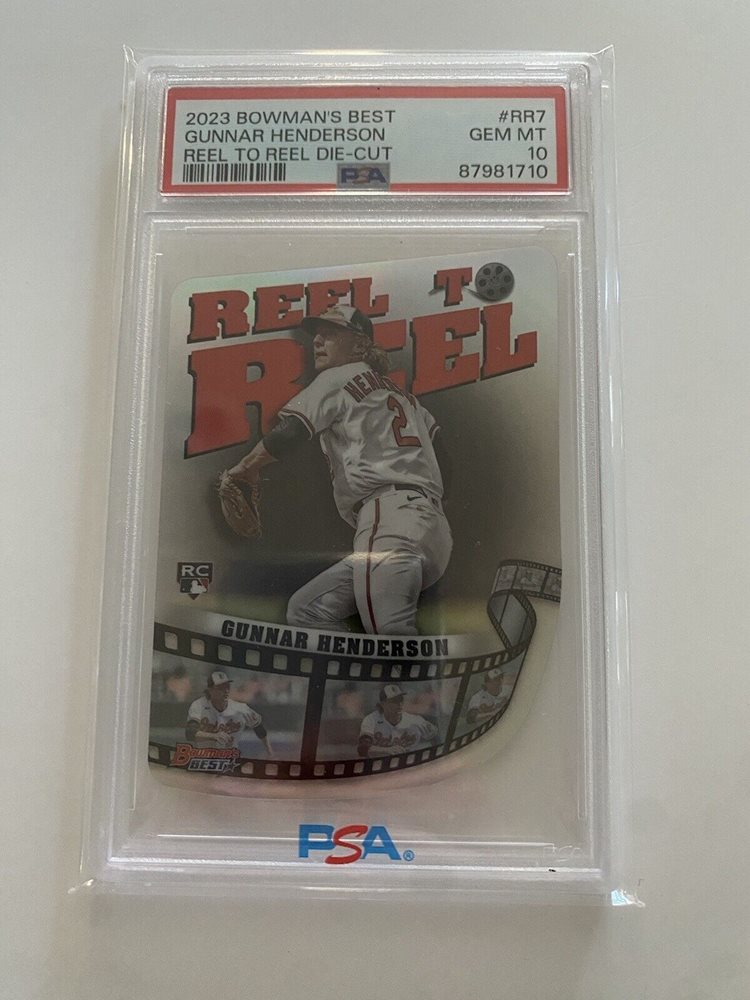 2023 BOWMAN'S BEST #RR7
GUNNAR HENDERSON GEM MT
REEL TO REEL DIE-CUT 10
PSA 87981710
REEL TO
REEL
2
RC
GUNNAR HENDERSON
Bowman's
BEST
PSA®